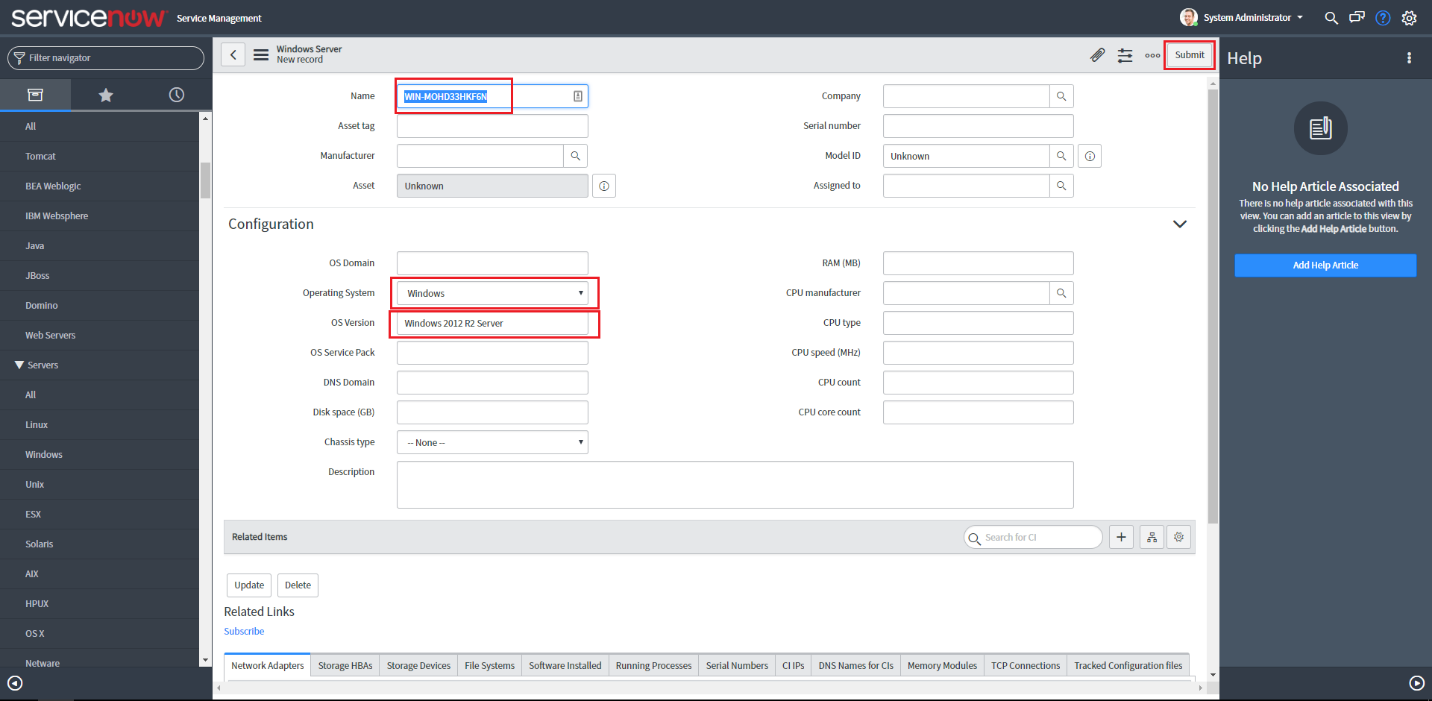 servicenow Service Management
System Administrator
Filter navigator
All
Tomcat
BEA Weblogic
IBM Websphere
Java
JBoss
Domino
Web Servers
Servers
All
Linux
Windows
Unix
ESX
Solaris
AIX
HPUX
OS X
Netware
Windows Server
New record
Submit
Name WIN-MOHD33HKF6N
Company
Asset tag
Serial number
Manufacturer
Model ID Unknown
Asset Unknown
Assigned to
Configuration
OS Domain
RAM (MB)
Operating System Windows
CPU manufacturer
OS Version Windows 2012 R2 Server
CPU type
OS Service Pack
CPU speed (MHz)
DNS Domain
CPU count
Disk space (GB)
CPU core count
Chassis type -- None --
Description
Related Items
Search for CI
Update Delete
Related Links
Subscribe
Network Adapters Storage HBAs Storage Devices File Systems Software Installed Running Processes Serial Numbers CI IPs DNS Names for CIs Memory Modules TCP Connections Tracked Configuration files
Help
No Help Article Associated
There is no help article associated with this
view. You can add an article to this view by
clicking the Add Help Article button.
Add Help Article